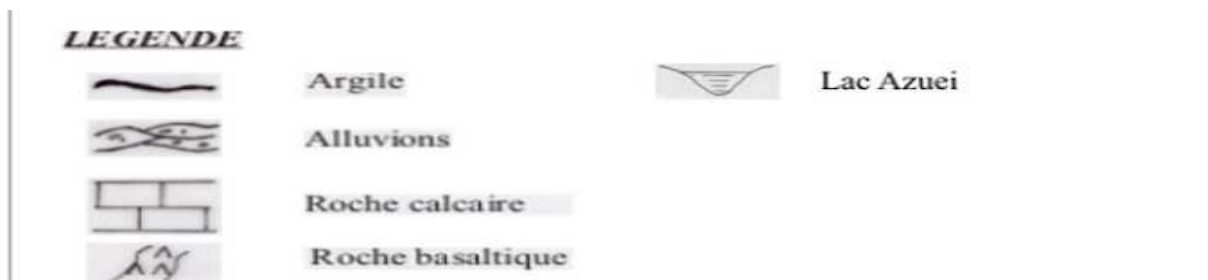 LEGENDE
Argile
Lac Azuei
Alluvions
Roche calcaire
Roche basaltique